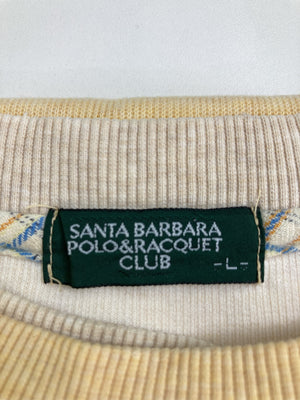 SANTA BARBARA
POLO&RACQUET
CLUB -L-